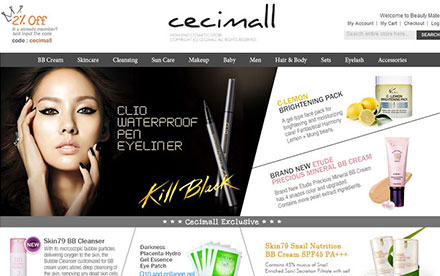 2% Off
is a already member?
Just input The code
code : cecimall
cecimall
HIGH-END COSMETIC STORE
COPYRIGHT (C) CECIMALL. ALL RIGHTS RESERVED.
Welcome to Beauty Mate
My Account | My Cart | Checkout | Log In
Search entire store here...
SEARCH
BB Cream Skincare Cleansing Sun Care Makeup Baby Men Hair & Body Sets Eyelash Accessories
CLIO
WATERPROOF
PEN
EYELINER
Kill Black
C-LEMON
BRIGHTENING PACK
A gel-type face pack for
brightening and moisturizing
care! Fantastical Harmony
Lemon + Mung bears.
BRAND NEW ETUDE
PRECIOUS MINERAL BB CREAM
Brand New Etude Precious Mineral BB Cream
has 4 shapes color and upgraded.
Contains more pearl extract ingredients.
*** Cecimall Exclusive ***
NEW
Skin79 BB Cleanser
With its microscopic bubble particles
delivering oxygen to the skin, the
Bubble Cleanser customized for BB
cream users allows deep cleansing of
the skin, removing any dead skin cells
Darkness
Placenta Hydro
Gel Essence
Eye Patch
Q10 and collagen gel
Skin79 Snail Nutrition
BB Cream SPF45 PA+++
Contains 45% mucus of Snail
Enriched Snail Secretion Filtrate with self